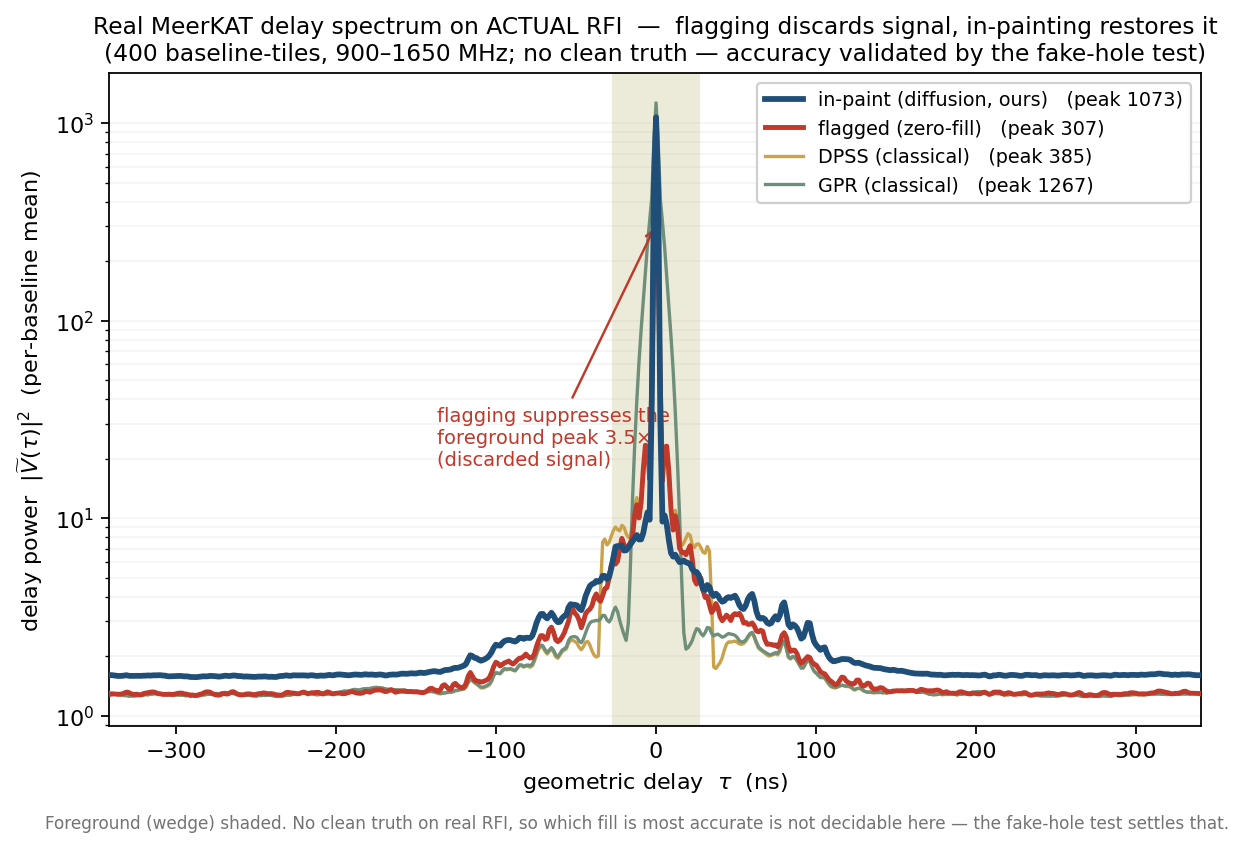 Real MeerKAT delay spectrum on ACTUAL RFI — flagging discards signal, in-painting restores it
(400 baseline-tiles, 900–1650 MHz; no clean truth — accuracy validated by the fake-hole test)
in-paint (diffusion, ours) (peak 1073)
flagged (zero-fill) (peak 307)
DPSS (classical) (peak 385)
GPR (classical) (peak 1267)
10³
10²
10¹
10⁰
delay power |Ṽ(τ)|² (per-baseline mean)
flagging suppresses the
foreground peak 3.5×
(discarded signal)
−300 −200 −100 0 100 200 300
geometric delay τ (ns)
Foreground (wedge) shaded. No clean truth on real RFI, so which fill is most accurate is not decidable here — the fake-hole test settles that.